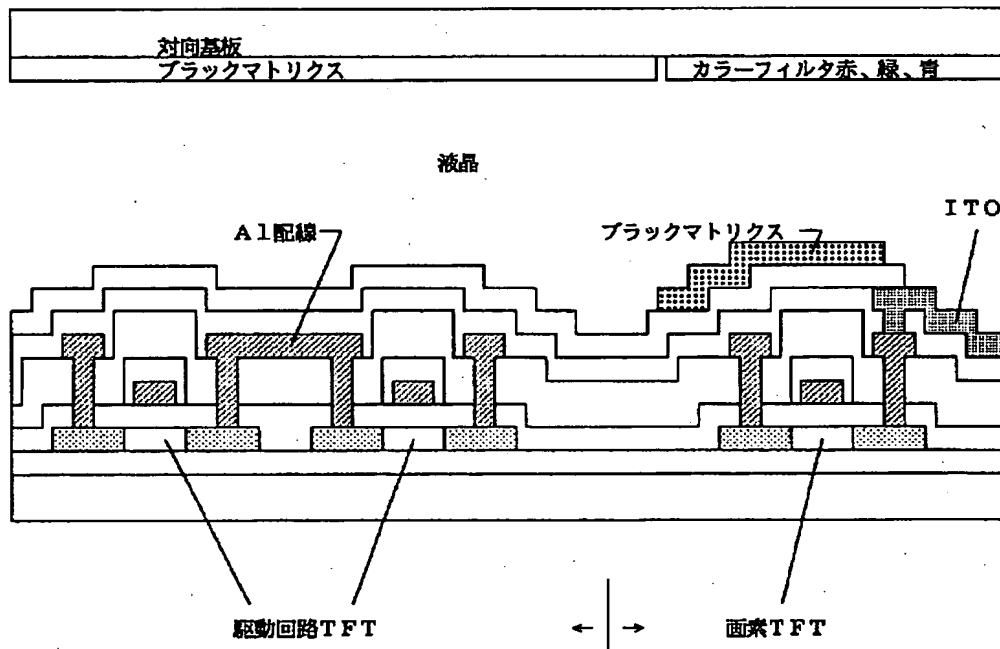 対向基板
ブラックマトリクス
カラーフィルタ赤、緑、青
液晶
ITO
Al配線
ブラックマトリクス
駆動回路TFT
← →
画素TFT